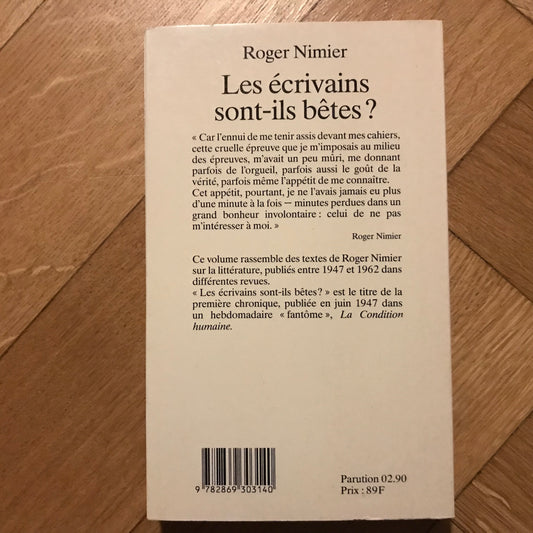 Roger Nimier
Les écrivains
sont-ils bêtes ?
« Car l'ennui de me tenir assis devant mes cahiers,
cette cruelle épreuve que je m'imposais au milieu
des épreuves, m'avait un peu mûri, me donnant
parfois de l'orgueil, parfois aussi le goût de la
vérité, parfois même l'appétit de me connaître.
Cet appétit, pourtant, je ne l'avais jamais eu plus
d'une minute à la fois — minutes perdues dans un
grand bonheur involontaire : celui de ne pas
m'intéresser à moi. »
Roger Nimier
Ce volume rassemble des textes de Roger Nimier
sur la littérature, publiés entre 1947 et 1962 dans
différentes revues.
« Les écrivains sont-ils bêtes ? » est le titre de la
première chronique, publiée en juin 1947 dans
un hebdomadaire « fantôme », La Condition
humaine.
9 782869 303140
Parution 02.90
Prix : 89 F